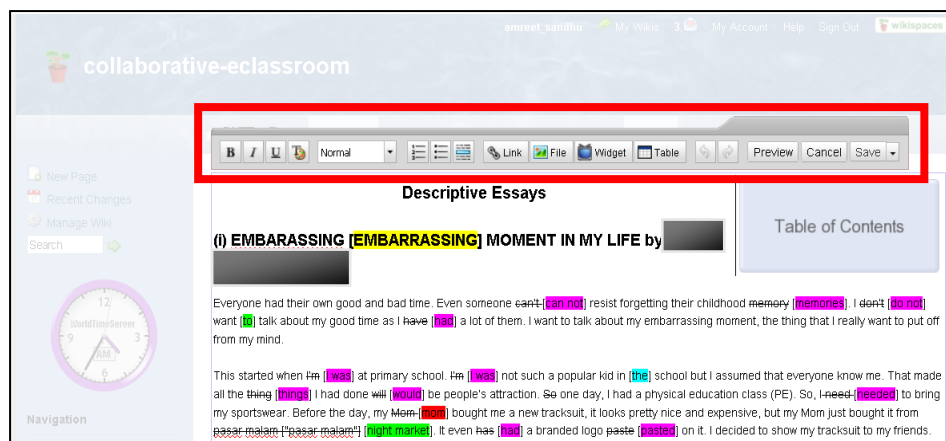 amreet_sandhu My Wikis 3 My Account Help Sign Out wikispaces
collaborative-eclassroom
B I U T Normal Link File Widget Table Preview Cancel Save
New Page
Recent Changes
Manage Wiki
Search
12
WorldTimeServer
9 3
AM
6
Navigation
Descriptive Essays
Table of Contents
(i) EMBARASSING [EMBARRASSING] MOMENT IN MY LIFE by
Everyone had their own good and bad time. Even someone can't [can not] resist forgetting their childhood memory [memories]. I don't [do not]
want [to] talk about my good time as I have [had] a lot of them. I want to talk about my embarrassing moment, the thing that I really want to put off
from my mind.
This started when I'm [I was] at primary school. I'm [I was] not such a popular kid in [the] school but I assumed that everyone know me. That made
all the thing [things] I had done will [would] be people's attraction. So one day, I had a physical education class (PE). So, I need [needed] to bring
my sportswear. Before the day, my Mom [mom] bought me a new tracksuit, it looks pretty nice and expensive, but my Mom just bought it from
pasar malam ["pasar malam"] [night market]. It even has [had] a branded logo paste [pasted] on it. I decided to show my tracksuit to my friends.